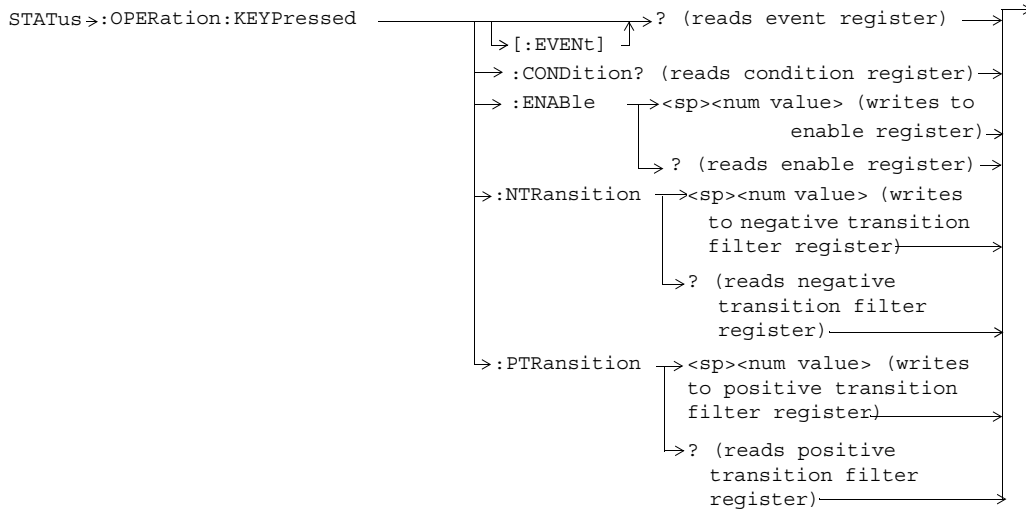 STATus :OPERation:KEYPressed ? (reads event register)
[:EVENt]
:CONDition? (reads condition register)
:ENABle <sp><num value> (writes to
enable register)
? (reads enable register)
:NTRansition <sp><num value> (writes
to negative transition
filter register)
? (reads negative
transition filter
register)
:PTRansition <sp><num value> (writes
to positive transition
filter register)
? (reads positive
transition filter
register)